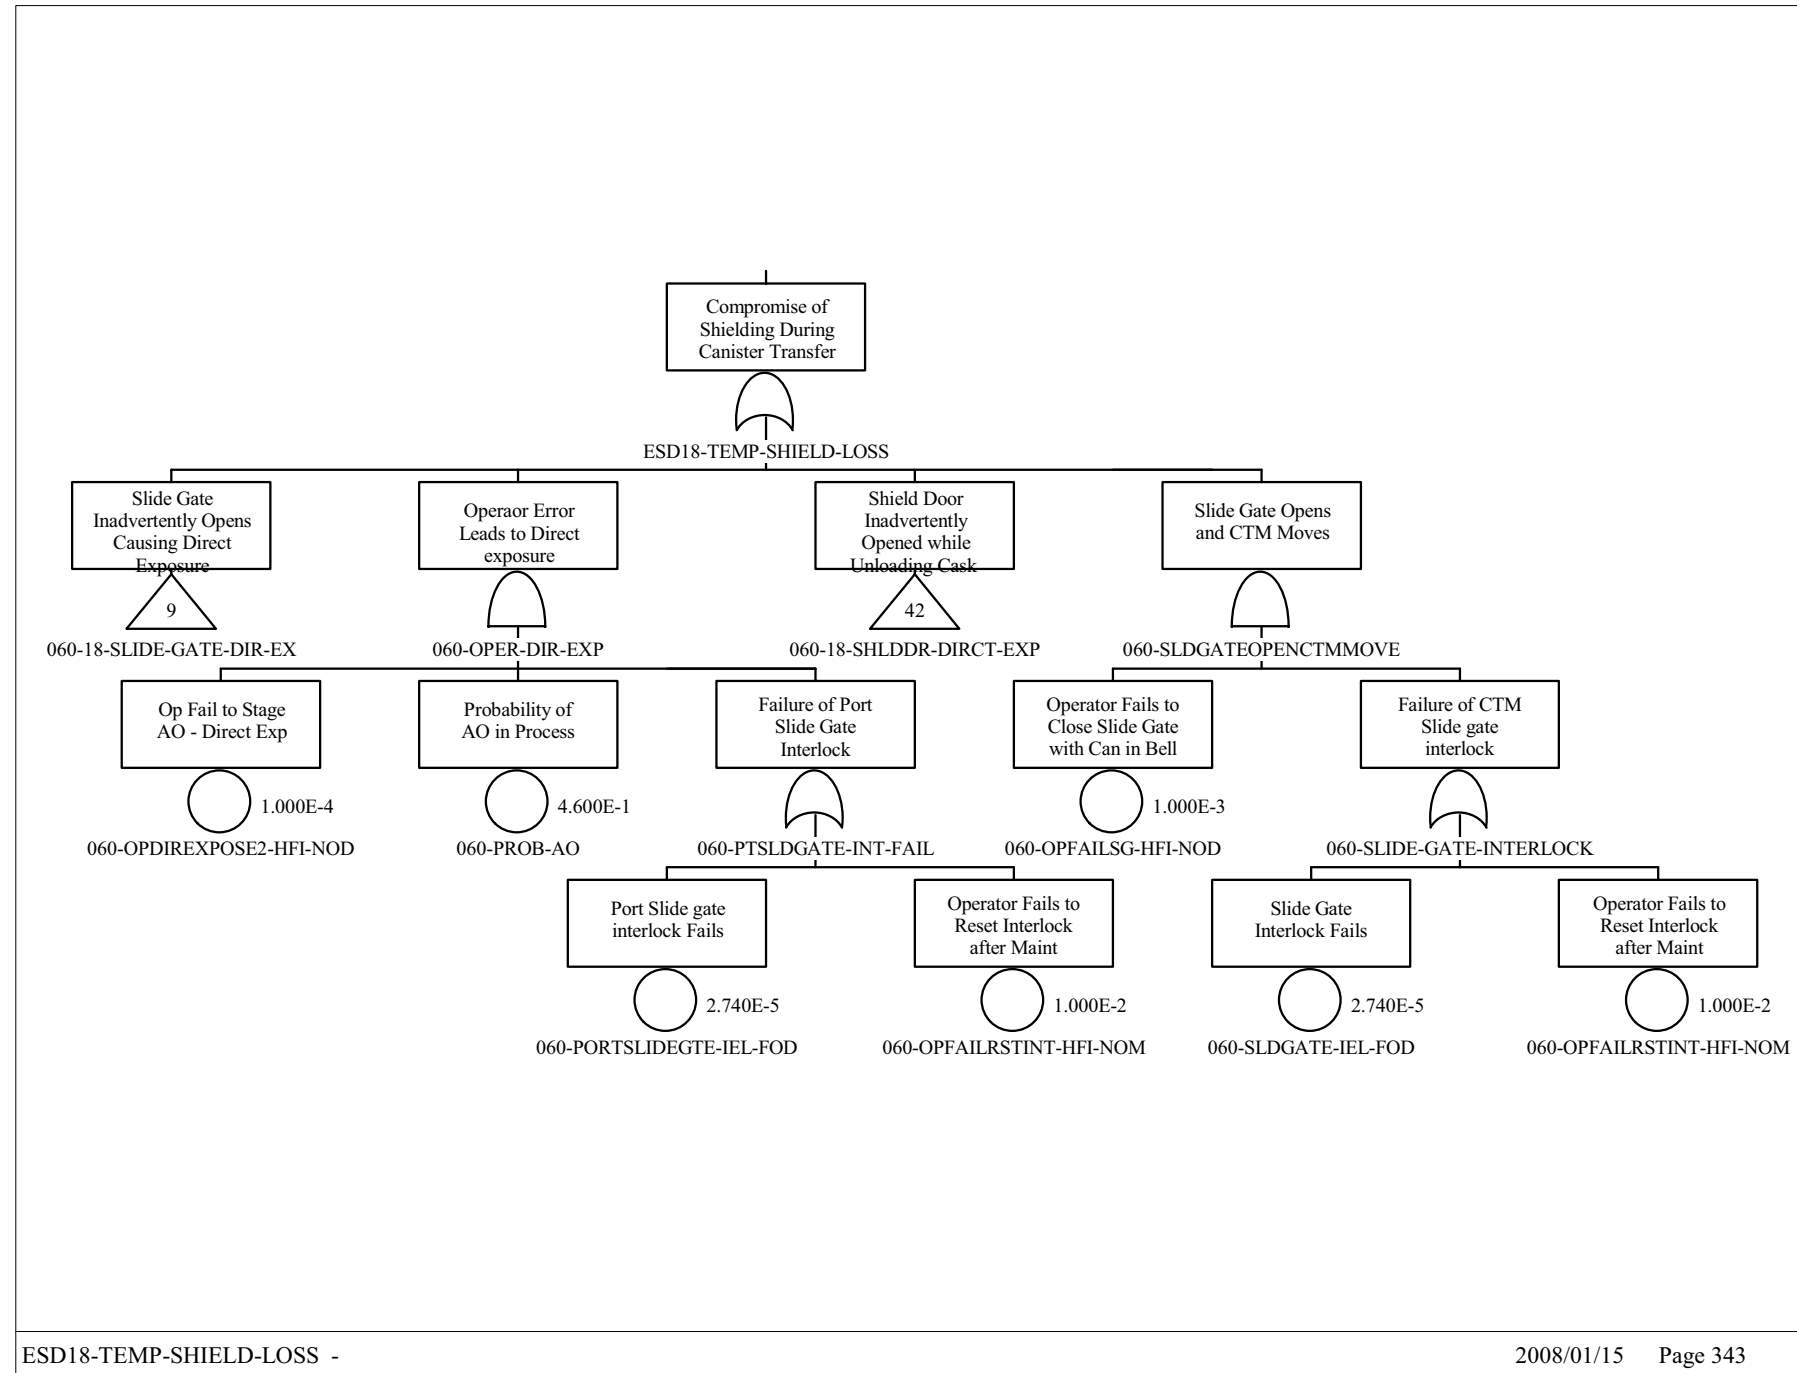 Compromise of
Shielding During
Canister Transfer
ESD18-TEMP-SHIELD-LOSS
Slide Gate
Inadvertently Opens
Causing Direct
Exposure
9
060-18-SLIDE-GATE-DIR-EX
Operaor Error
Leads to Direct
exposure
060-OPER-DIR-EXP
Shield Door
Inadvertently
Opened while
Unloading Cask
42
060-18-SHLDDR-DIRCT-EXP
Slide Gate Opens
and CTM Moves
060-SLDGATEOPENCTMMOVE
Op Fail to Stage
AO - Direct Exp
1.000E-4
060-OPDIREXPOSE2-HFI-NOD
Probability of
AO in Process
4.600E-1
060-PROB-AO
Failure of Port
Slide Gate
Interlock
060-PTSLDGATE-INT-FAIL
Operator Fails to
Close Slide Gate
with Can in Bell
1.000E-3
060-OPFAILSG-HFI-NOD
Failure of CTM
Slide gate
interlock
060-SLIDE-GATE-INTERLOCK
Port Slide gate
interlock Fails
2.740E-5
060-PORTSLIDEGTE-IEL-FOD
Operator Fails to
Reset Interlock
after Maint
1.000E-2
060-OPFAILRSTINT-HFI-NOM
Slide Gate
Interlock Fails
2.740E-5
060-SLDGATE-IEL-FOD
Operator Fails to
Reset Interlock
after Maint
1.000E-2
060-OPFAILRSTINT-HFI-NOM
ESD18-TEMP-SHIELD-LOSS -
2008/01/15 Page 343